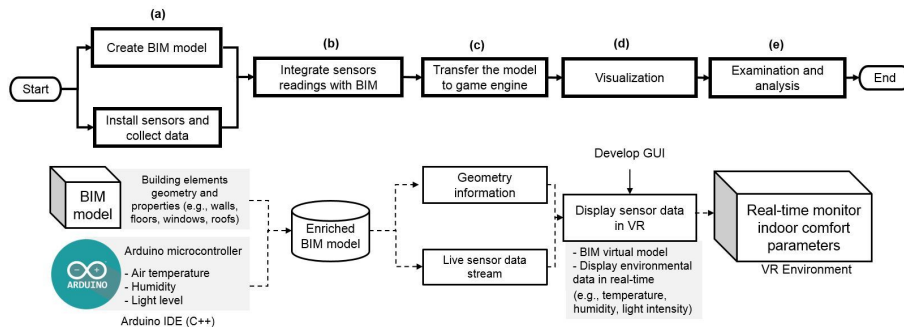 (a)
(b)
(c)
(d)
(e)
Start
Create BIM model
Install sensors and
collect data
Integrate sensors
readings with BIM
Transfer the model
to game engine
Visualization
Examination and
analysis
End
BIM
model
Building elements
geometry and
properties (e.g., walls,
floors, windows, roofs)
ARDUINO
Arduino microcontroller
- Air temperature
- Humidity
- Light level
Arduino IDE (C++)
Enriched
BIM model
Geometry
information
Live sensor data
stream
Develop GUI
Display sensor data
in VR
- BIM virtual model
- Display environmental
data in real-time
(e.g., temperature,
humidity, light intensity)
Real-time monitor
indoor comfort
parameters
VR Environment